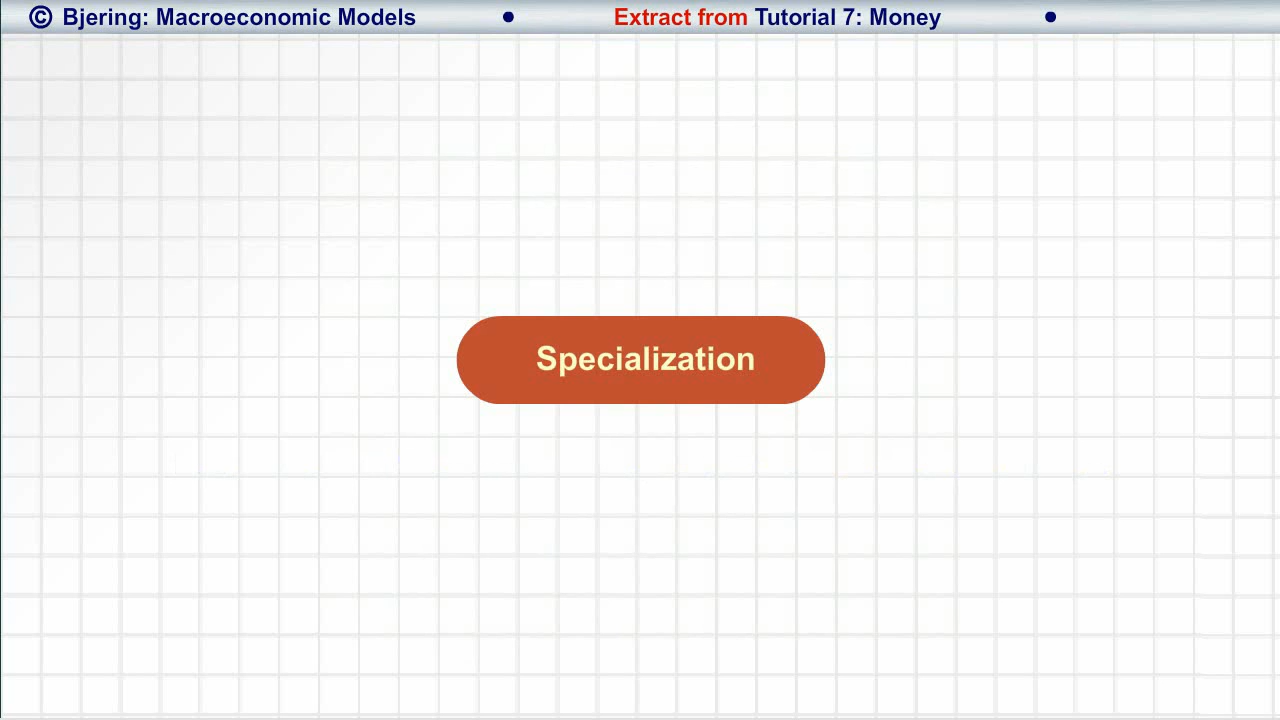 © Bjering: Macroeconomic Models • Extract from Tutorial 7: Money •
Specialization